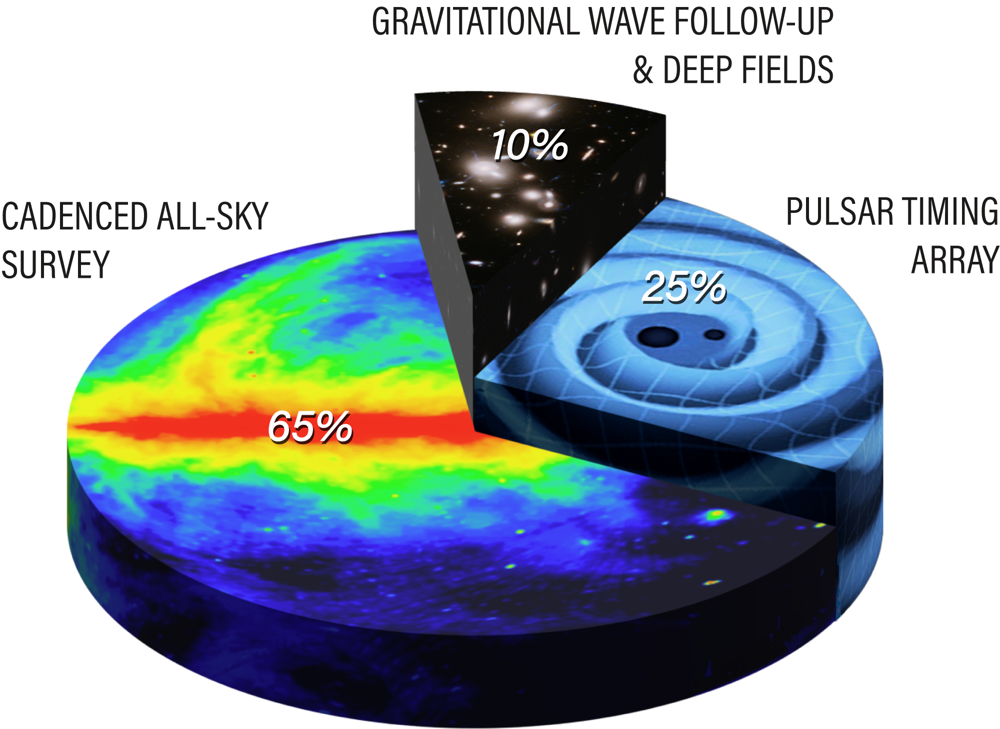 GRAVITATIONAL WAVE FOLLOW-UP
& DEEP FIELDS
10%
CADENCED ALL-SKY
SURVEY
PULSAR TIMING
ARRAY
25%
65%